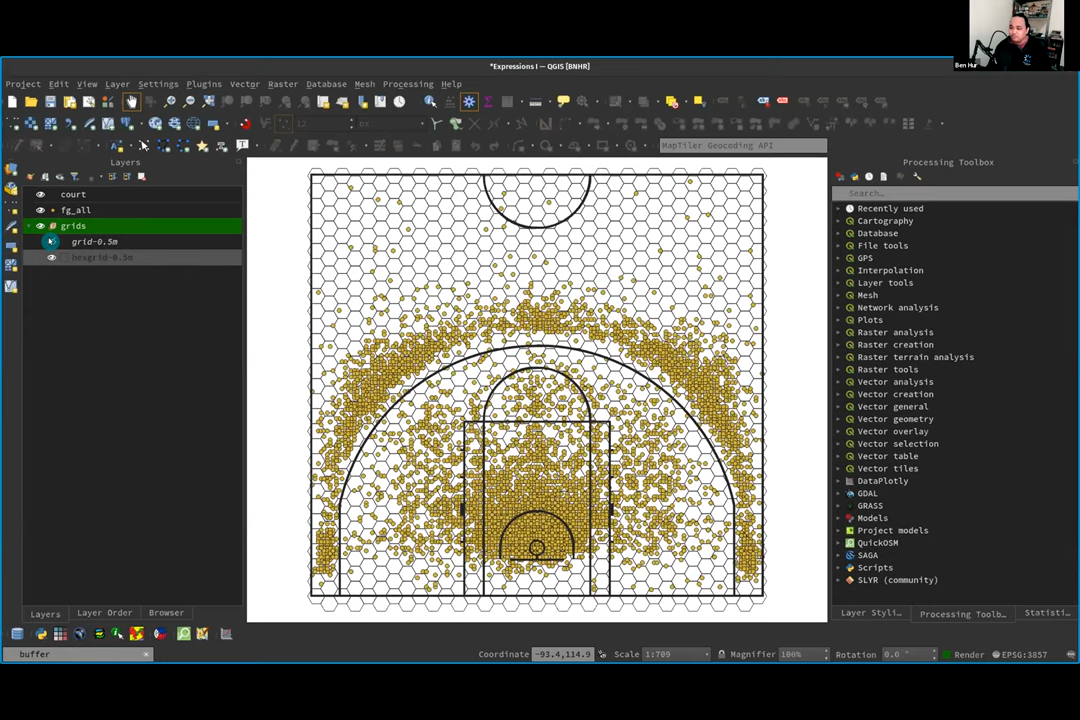 Ben Hur
*Expressions I — QGIS [BNHR]
Project Edit View Layer Settings Plugins Vector Raster Database Mesh Processing Help
12 px
MapTiler Geocoding API
Layers
court
fg_all
grids
grid-0.5m
hexgrid-0.5m
Processing Toolbox
Search...
Recently used
Cartography
Database
File tools
GPS
Interpolation
Layer tools
Mesh
Network analysis
Plots
Raster analysis
Raster creation
Raster terrain analysis
Raster tools
Vector analysis
Vector creation
Vector general
Vector geometry
Vector overlay
Vector selection
Vector table
Vector tiles
DataPlotly
GDAL
GRASS
Models
Project models
QuickOSM
SAGA
Scripts
SLYR (community)
Layers Layer Order Browser
Layer Styli... Processing Toolb... Statisti...
buffer
Coordinate -93.4,114.9 Scale 1:709 Magnifier 100% Rotation 0.0 ° Render EPSG:3857